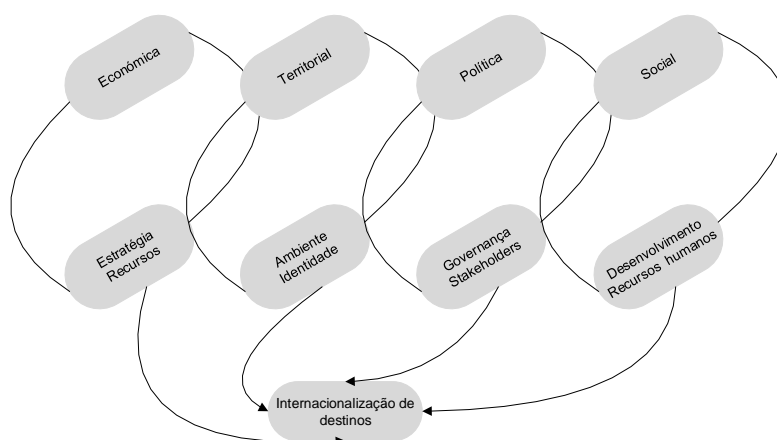 Económica
Territorial
Política
Social
Estratégia
Recursos
Ambiente
Identidade
Governança
Stakeholders
Desenvolvimento
Recursos humanos
Internacionalização de
destinos